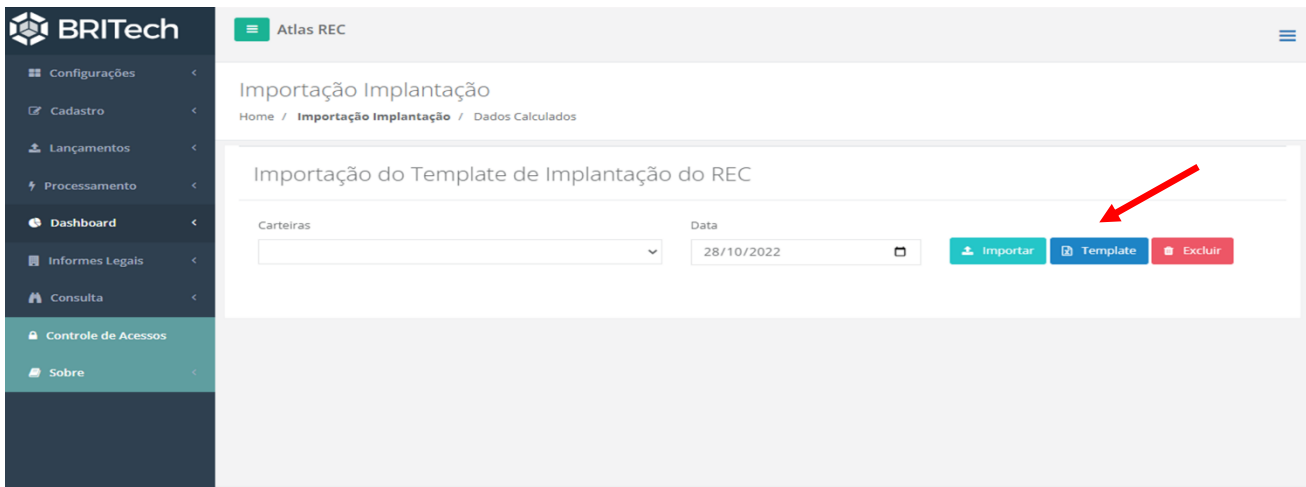 BRITech
Atlas REC
Configurações
Cadastro
Lançamentos
Processamento
Dashboard
Informes Legais
Consulta
Controle de Acessos
Sobre
Importação Implantação
Home / Importação Implantação / Dados Calculados
Importação do Template de Implantação do REC
Carteiras
Data
28/10/2022
Importar
Template
Excluir